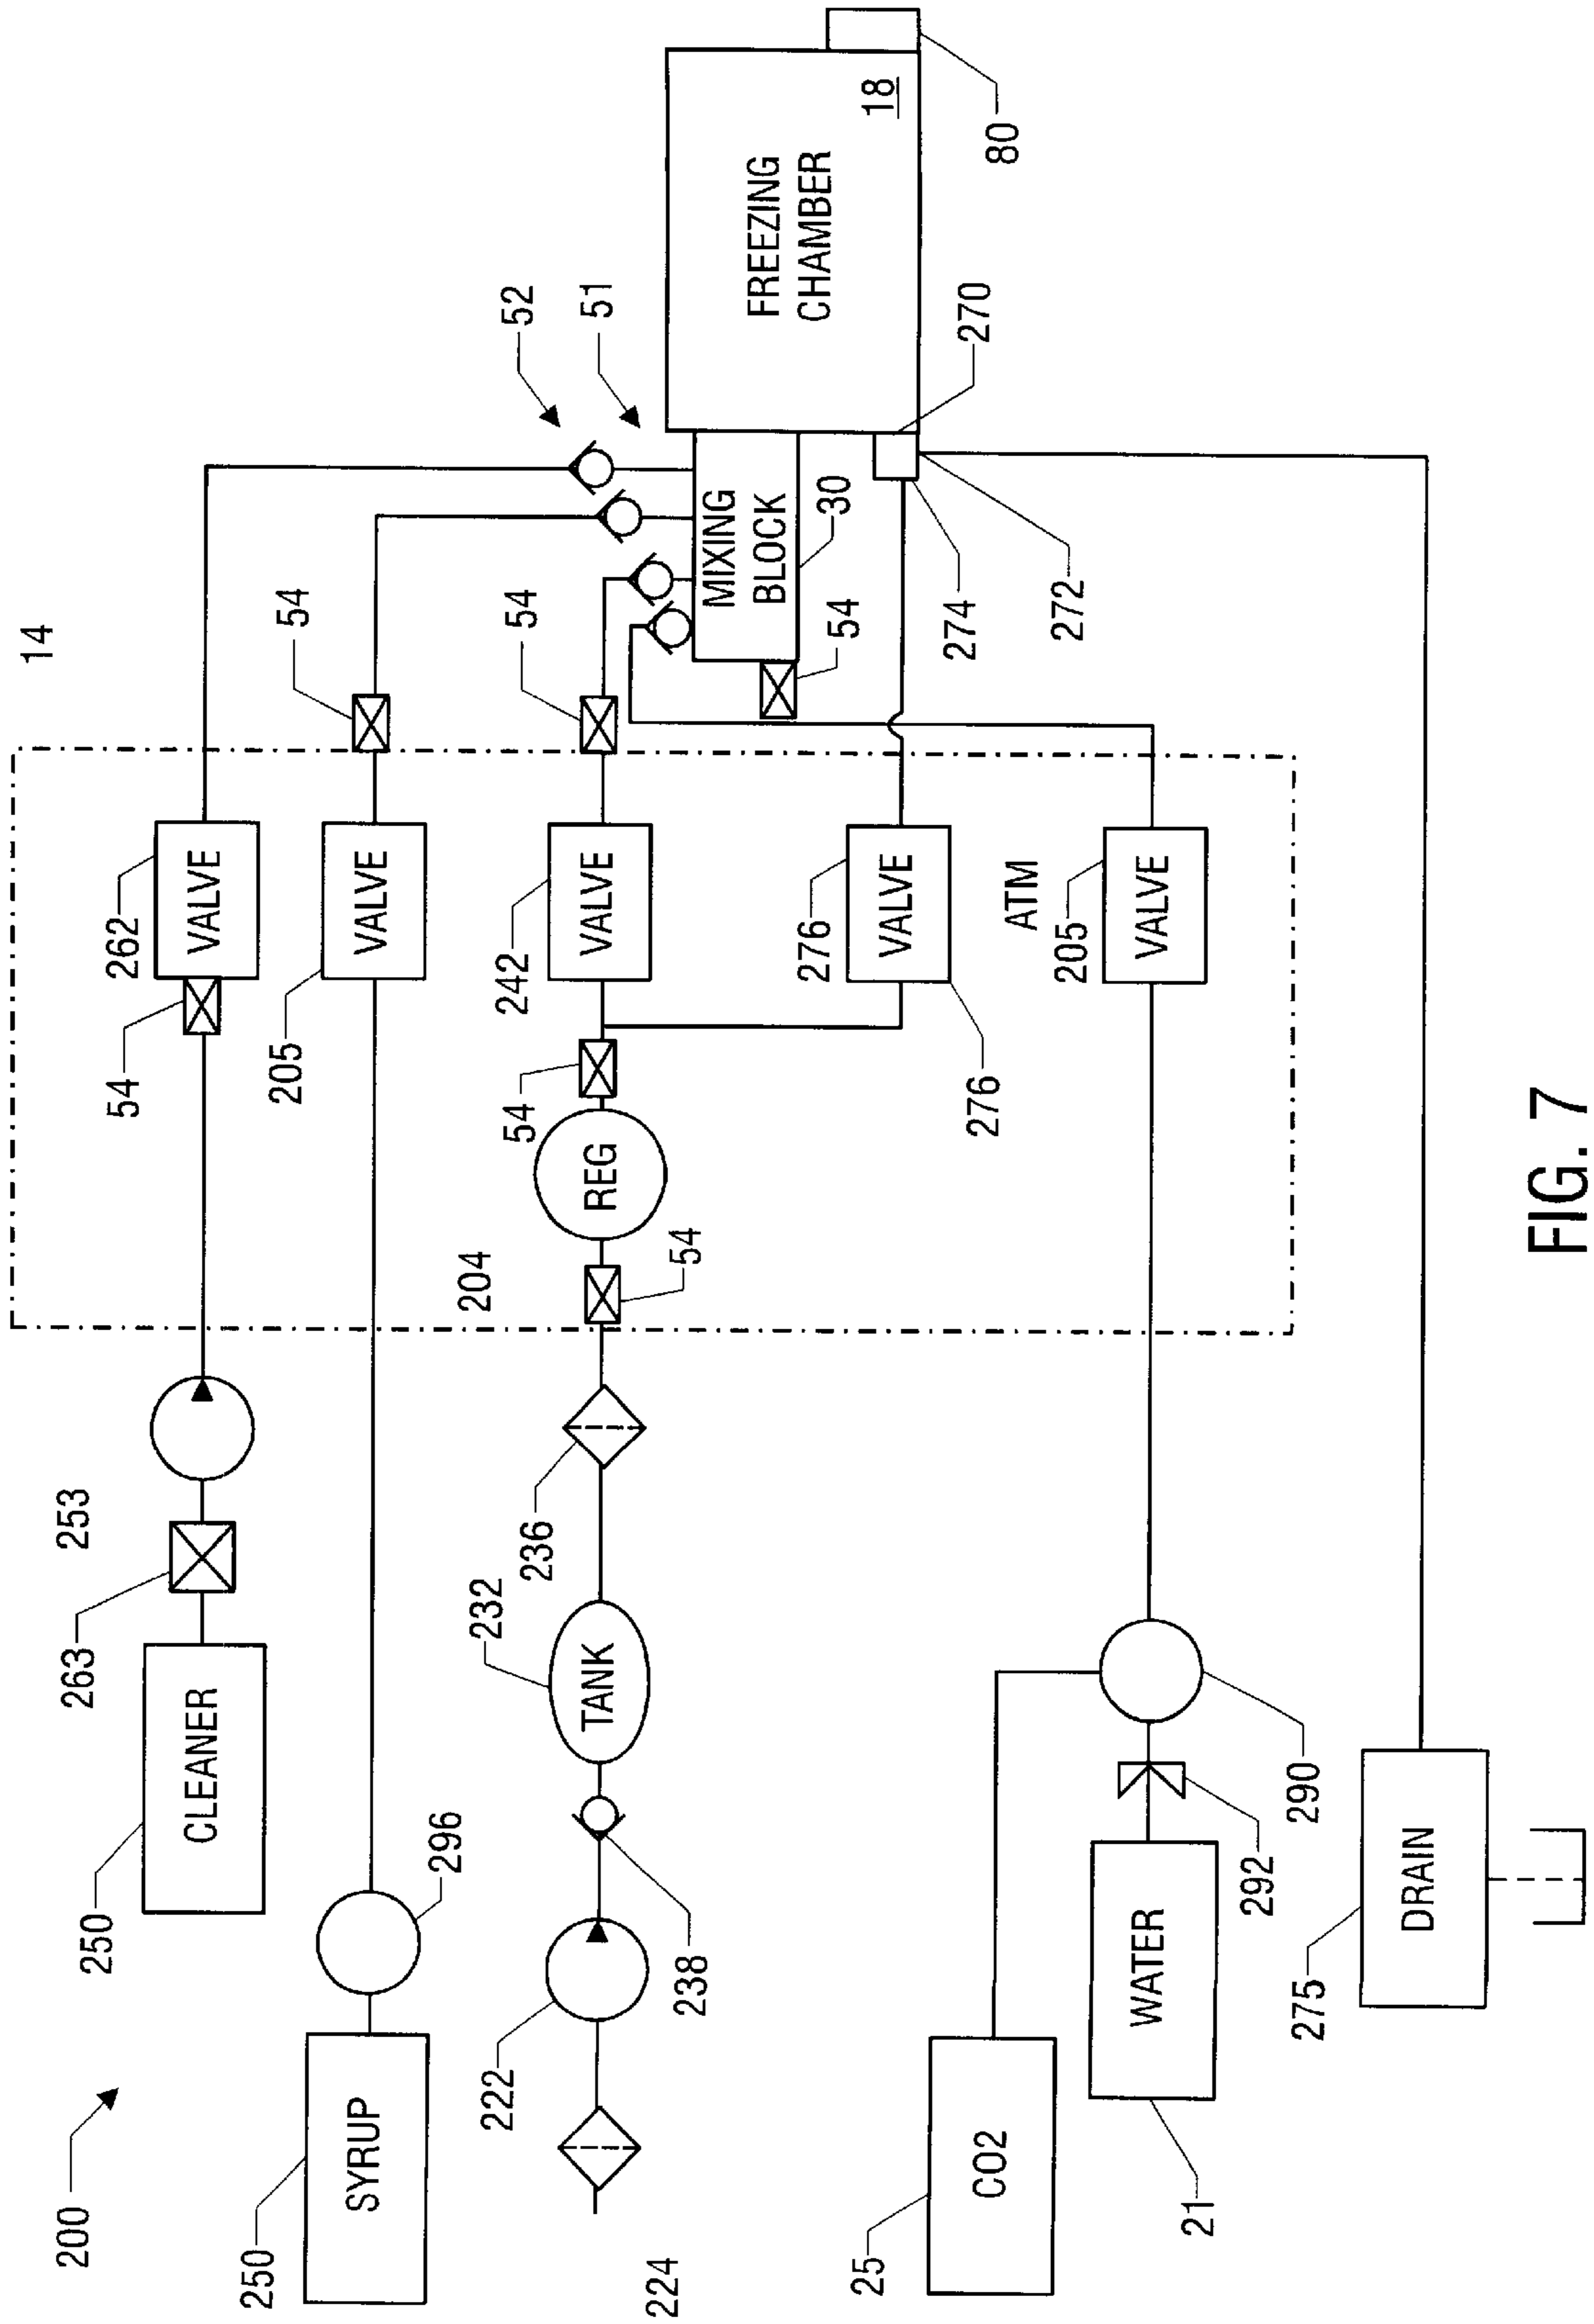 14
200
263
253
250
54
262
CLEANER
VALVE
250
205
54
SYRUP
VALVE
296
204
232
222
54
242
54
52
236
TANK
REG
VALVE
51
224
238
54
MIXING
BLOCK
FREEZING
CHAMBER
276
54
30
25
VALVE
18
274
270
CO2
276
80
ATM
205
272
WATER
VALVE
21
292
290
275
DRAIN
FIG. 7